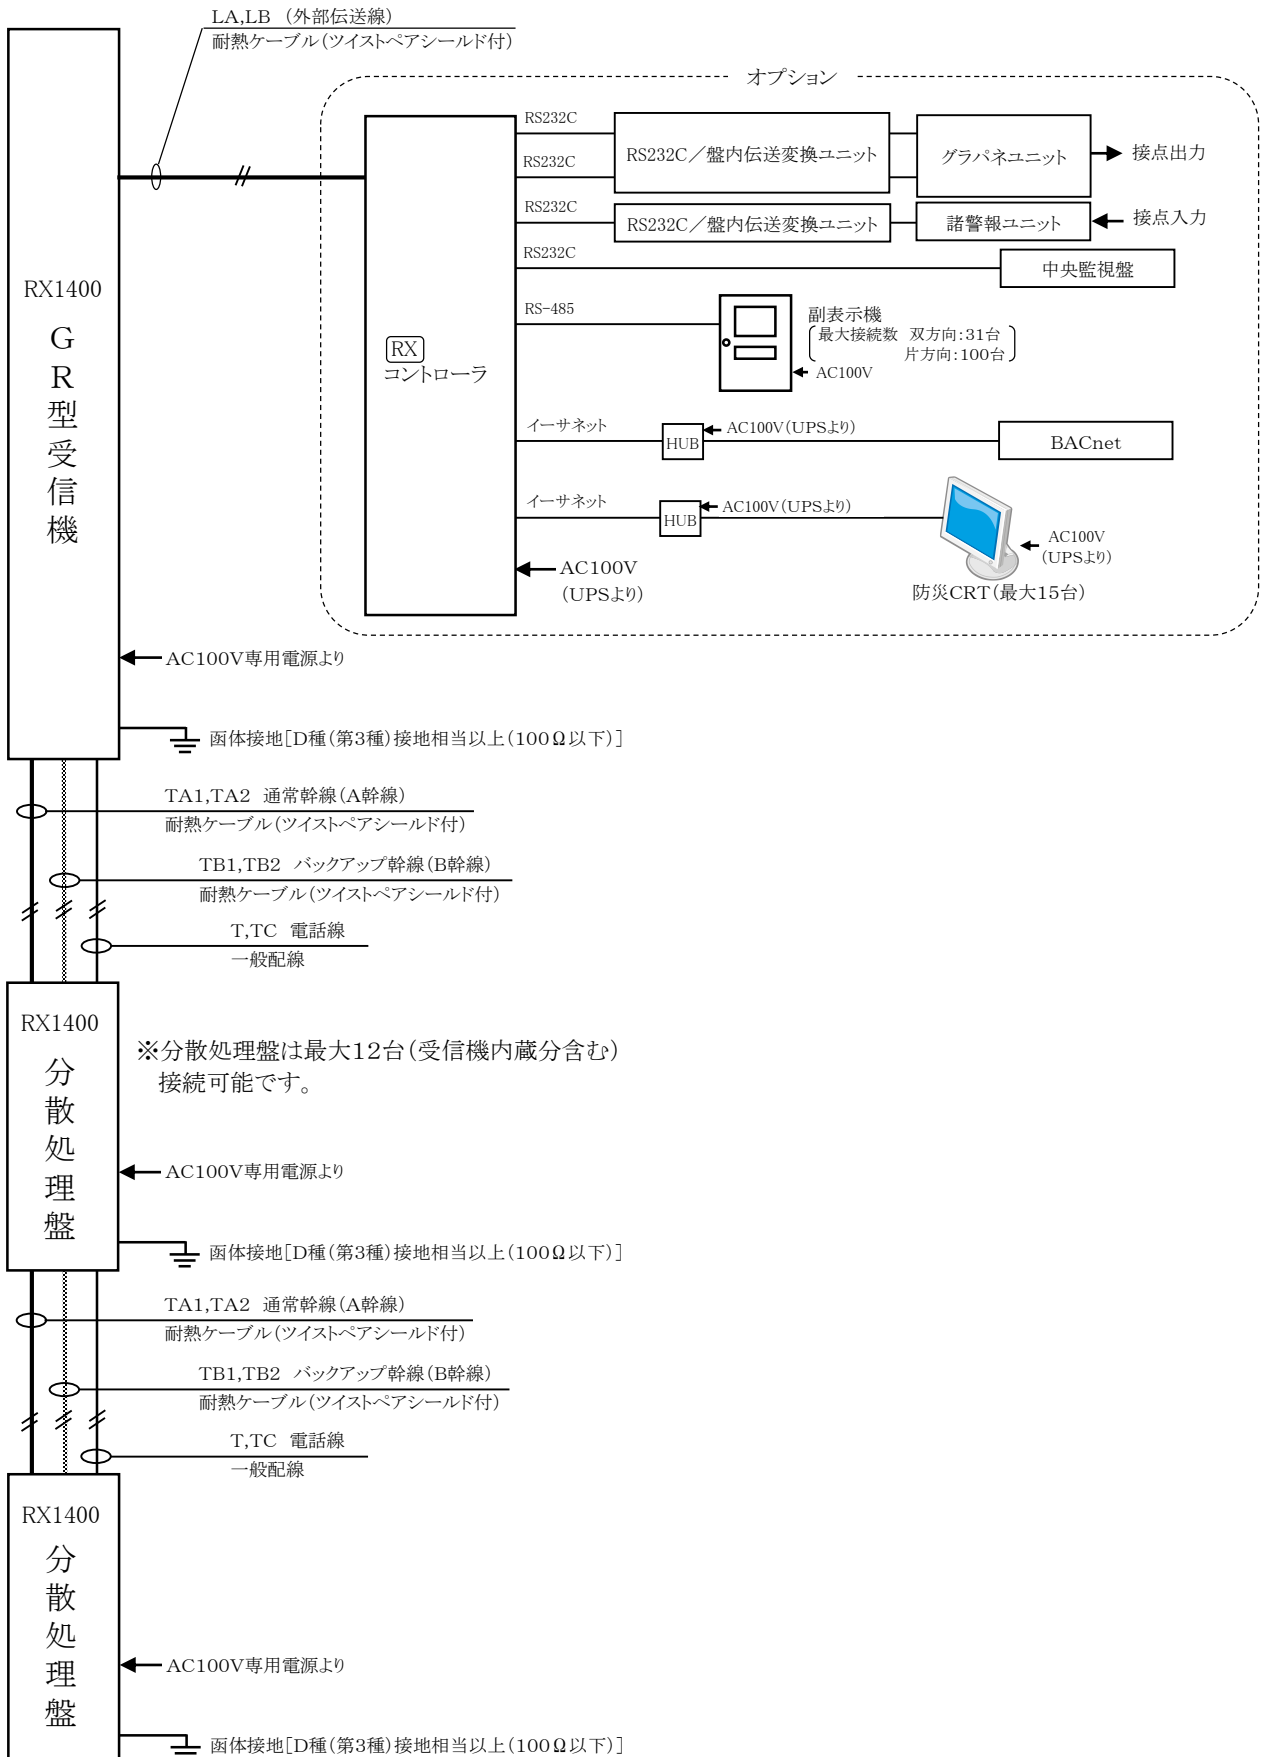 LA,LB （外部伝送線）
耐熱ケーブル（ツイストペアシールド付）
オプション
RX1400
GR型受信機
RX
コントローラ
RS232C
RS232C
RS232C／盤内伝送変換ユニット
グラパネユニット
接点出力
RS232C
RS232C／盤内伝送変換ユニット
諸警報ユニット
接点入力
RS232C
中央監視盤
RS-485
副表示機
最大接続数 双方向：31台
片方向：100台
AC100V
イーサネット
HUB
AC100V（UPSより）
BACnet
イーサネット
HUB
AC100V（UPSより）
AC100V
（UPSより）
防災CRT（最大15台）
AC100V
（UPSより）
AC100V専用電源より
函体接地［D種（第3種）接地相当以上（100Ω以下）］
TA1,TA2 通常幹線（A幹線）
耐熱ケーブル（ツイストペアシールド付）
TB1,TB2 バックアップ幹線（B幹線）
耐熱ケーブル（ツイストペアシールド付）
T,TC 電話線
一般配線
RX1400
分散処理盤
※分散処理盤は最大12台（受信機内蔵分含む）
接続可能です。
AC100V専用電源より
函体接地［D種（第3種）接地相当以上（100Ω以下）］
TA1,TA2 通常幹線（A幹線）
耐熱ケーブル（ツイストペアシールド付）
TB1,TB2 バックアップ幹線（B幹線）
耐熱ケーブル（ツイストペアシールド付）
T,TC 電話線
一般配線
RX1400
分散処理盤
AC100V専用電源より
函体接地［D種（第3種）接地相当以上（100Ω以下）］